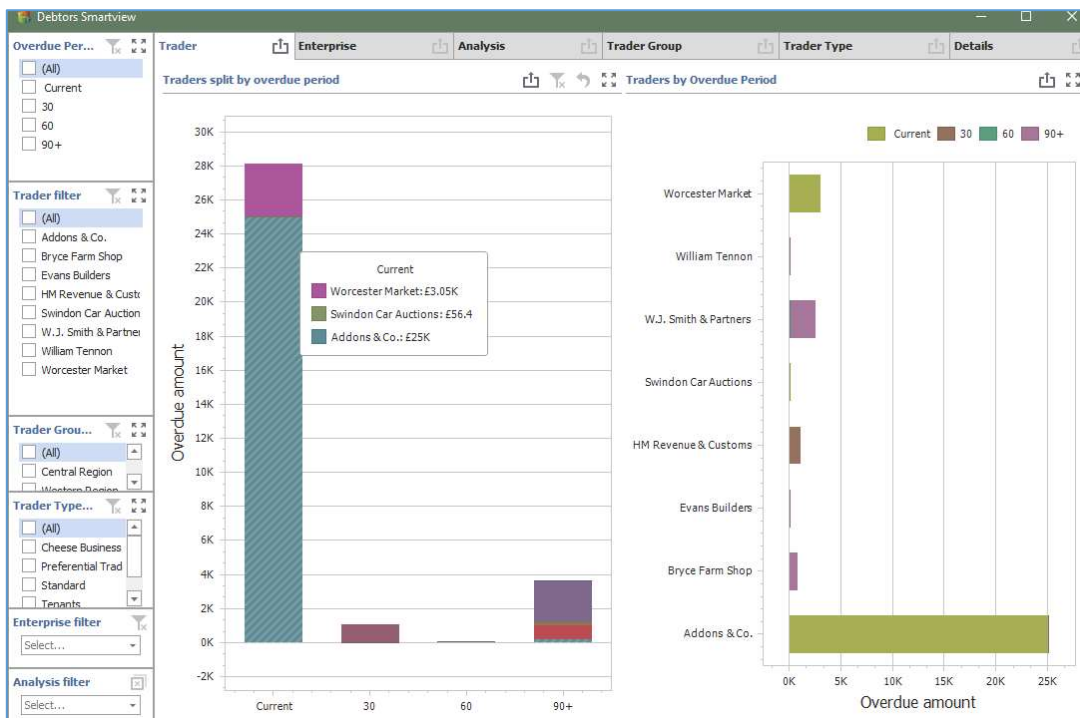 Debtors Smartview
Overdue Per...
(All)
Current
30
60
90+
Trader filter
(All)
Addons & Co.
Bryce Farm Shop
Evans Builders
HM Revenue & Custo
Swindon Car Auction
W.J. Smith & Partner
William Tennon
Worcester Market
Trader Grou...
(All)
Central Region
Western Region
Trader Type...
(All)
Cheese Business
Preferential Trad
Standard
Tenants
Enterprise filter
Select...
Analysis filter
Select...
Trader
Enterprise
Analysis
Trader Group
Trader Type
Details
Traders split by overdue period
Overdue amount
30K
28K
26K
24K
22K
20K
18K
16K
14K
12K
10K
8K
6K
4K
2K
0K
-2K
Current
Worcester Market: £3.05K
Swindon Car Auctions: £56.4
Addons & Co.: £25K
Current
30
60
90+
Traders by Overdue Period
Current
30
60
90+
Worcester Market
William Tennon
W.J. Smith & Partners
Swindon Car Auctions
HM Revenue & Customs
Evans Builders
Bryce Farm Shop
Addons & Co.
0K
5K
10K
15K
20K
25K
Overdue amount